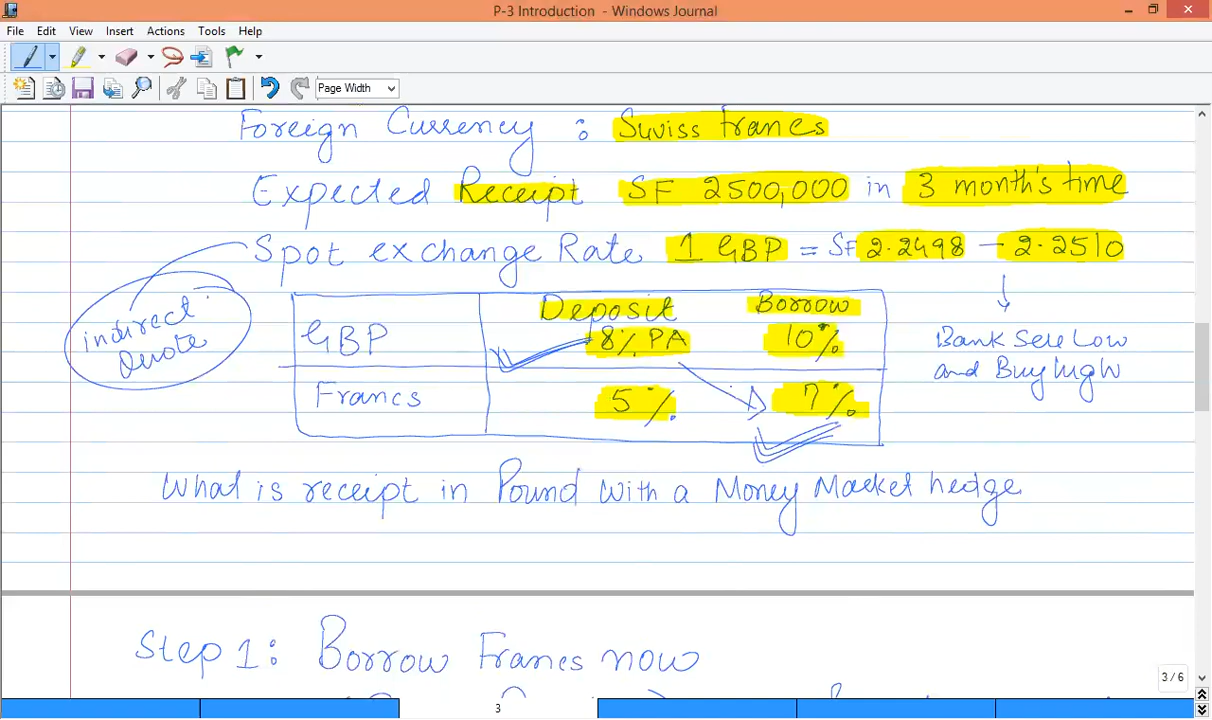 P-3 Introduction - Windows Journal
File Edit View Insert Actions Tools Help
Page Width
Foreign Currency : Swiss francs
Expected Receipt SF 2500,000 in 3 month's time
Spot exchange Rate 1 GBP = SF 2.2498 – 2.2510
indirect Quote
Deposit Borrow
GBP 8% PA 10%
Francs 5% 7%
Bank Sell Low
and Buy high
What is receipt in Pound with a Money Market hedge
Step 1: Borrow Francs now
3 / 6
3